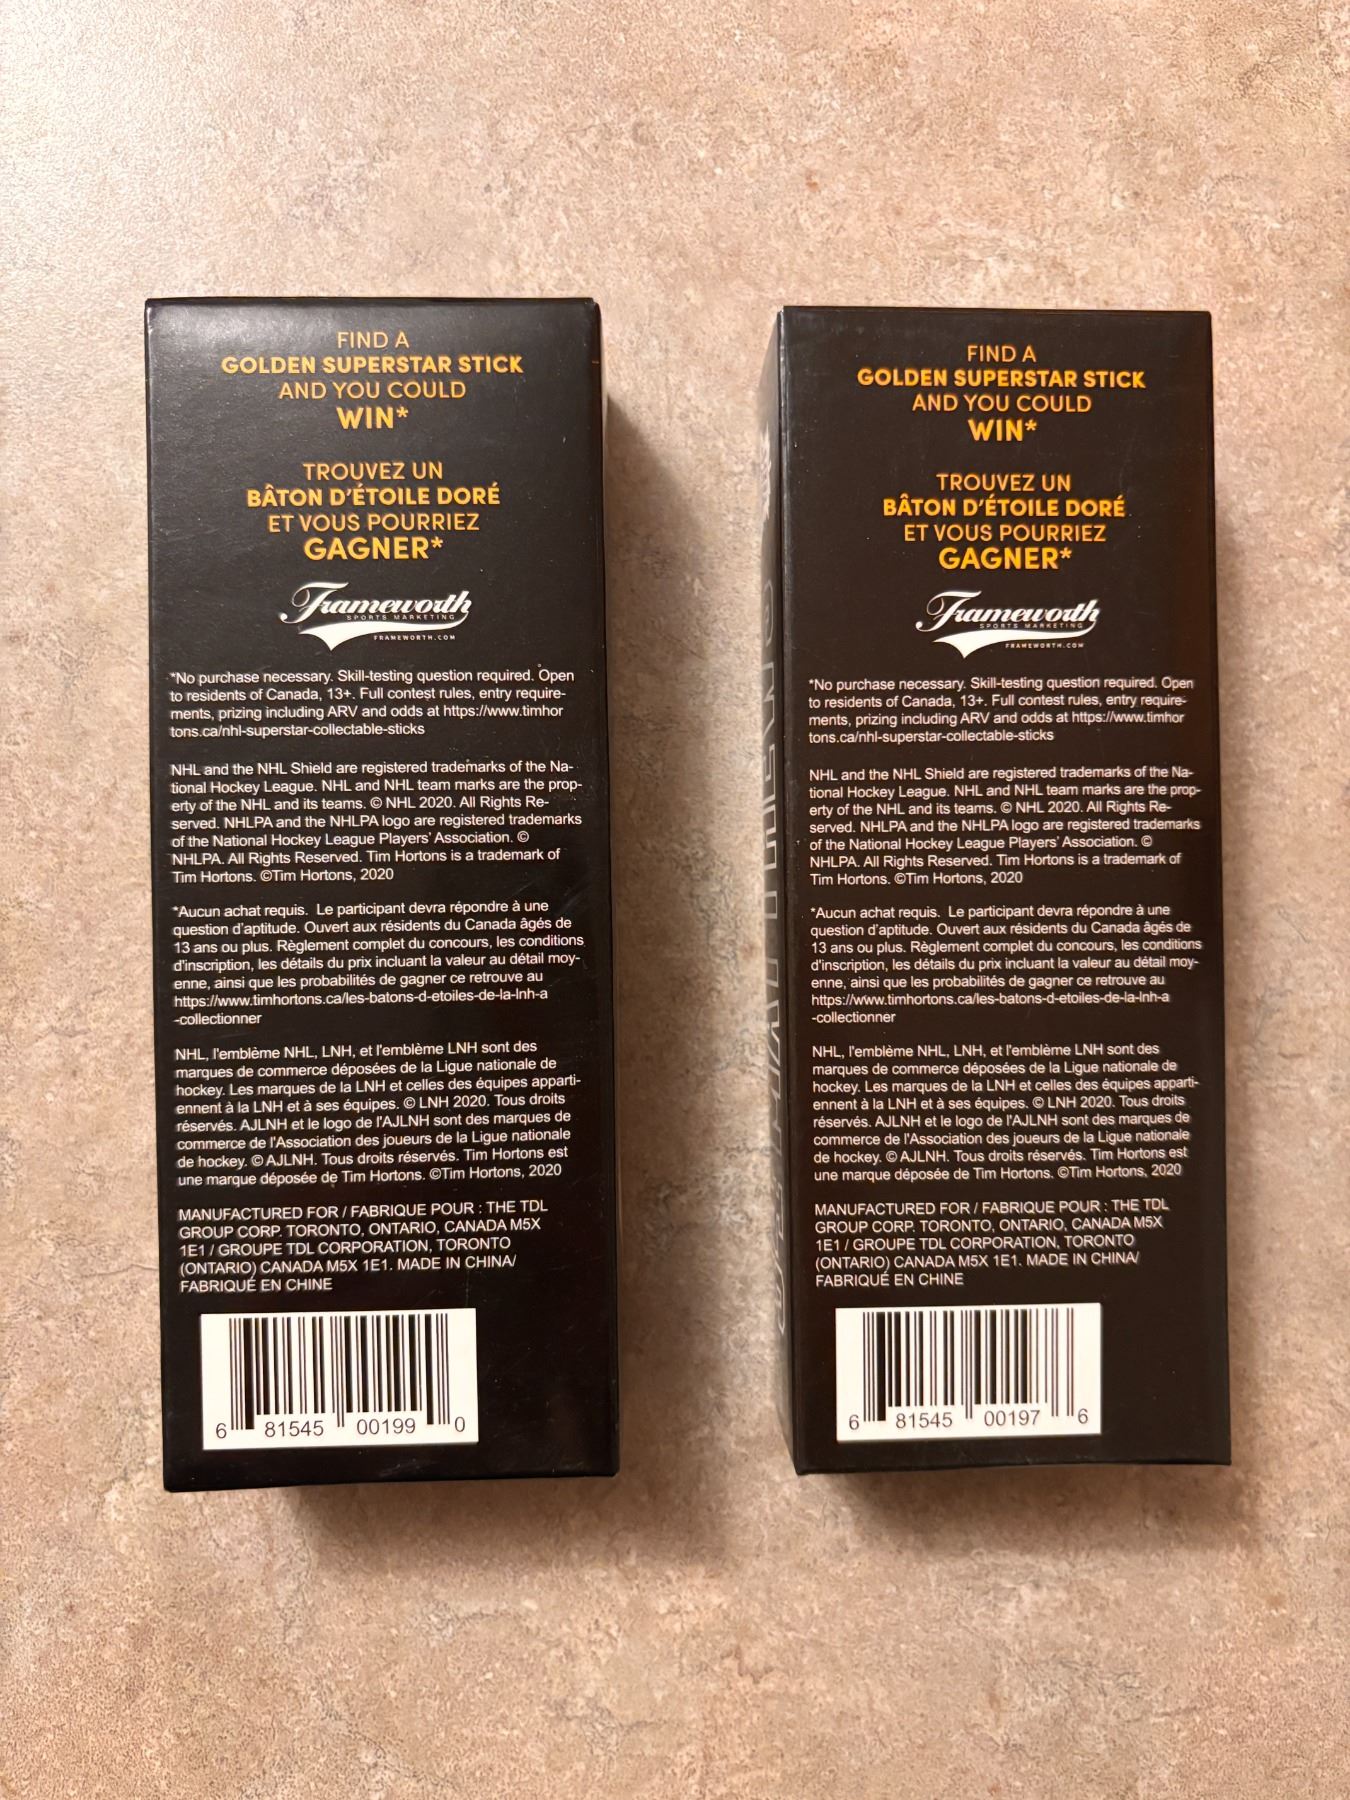 FIND A
GOLDEN SUPERSTAR STICK
AND YOU COULD
WIN*
TROUVEZ UN
BÂTON D'ÉTOILE DORÉ
ET VOUS POURRIEZ
GAGNER*
Frameworth
SPORTS MARKETING
FRAMEWORTH.COM
*No purchase necessary. Skill-testing question required. Open
to residents of Canada, 13+. Full contest rules, entry require-
ments, prizing including ARV and odds at https://www.timhor
tons.ca/nhl-superstar-collectable-sticks
NHL and the NHL Shield are registered trademarks of the Na-
tional Hockey League. NHL and NHL team marks are the prop-
erty of the NHL and its teams. © NHL 2020. All Rights Re-
served. NHLPA and the NHLPA logo are registered trademarks
of the National Hockey League Players' Association. ©
NHLPA. All Rights Reserved. Tim Hortons is a trademark of
Tim Hortons. ©Tim Hortons, 2020
*Aucun achat requis. Le participant devra répondre à une
question d'aptitude. Ouvert aux résidents du Canada âgés de
13 ans ou plus. Règlement complet du concours, les conditions
d'inscription, les détails du prix incluant la valeur au détail moy-
enne, ainsi que les probabilités de gagner ce retrouve au
https://www.timhortons.ca/les-batons-d-etoiles-de-la-lnh-a
-collectionner
NHL, l'emblème NHL, LNH, et l'emblème LNH sont des
marques de commerce déposées de la Ligue nationale de
hockey. Les marques de la LNH et celles des équipes apparti-
ennent à la LNH et à ses équipes. © LNH 2020. Tous droits
réservés. AJLNH et le logo de l'AJLNH sont des marques de
commerce de l'Association des joueurs de la Ligue nationale
de hockey. © AJLNH. Tous droits réservés. Tim Hortons est
une marque déposée de Tim Hortons. ©Tim Hortons, 2020
MANUFACTURED FOR / FABRIQUE POUR : THE TDL
GROUP CORP. TORONTO, ONTARIO, CANADA M5X
1E1 / GROUPE TDL CORPORATION, TORONTO
(ONTARIO) CANADA M5X 1E1. MADE IN CHINA/
FABRIQUÉ EN CHINE
6 81545 00199 0
FIND A
GOLDEN SUPERSTAR STICK
AND YOU COULD
WIN*
TROUVEZ UN
BÂTON D'ÉTOILE DORÉ
ET VOUS POURRIEZ
GAGNER*
Frameworth
SPORTS MARKETING
FRAMEWORTH.COM
*No purchase necessary. Skill-testing question required. Open
to residents of Canada, 13+. Full contest rules, entry require-
ments, prizing including ARV and odds at https://www.timhor
tons.ca/nhl-superstar-collectable-sticks
NHL and the NHL Shield are registered trademarks of the Na-
tional Hockey League. NHL and NHL team marks are the prop-
erty of the NHL and its teams. © NHL 2020. All Rights Re-
served. NHLPA and the NHLPA logo are registered trademarks
of the National Hockey League Players' Association. ©
NHLPA. All Rights Reserved. Tim Hortons is a trademark of
Tim Hortons. ©Tim Hortons, 2020
*Aucun achat requis. Le participant devra répondre à une
question d'aptitude. Ouvert aux résidents du Canada âgés de
13 ans ou plus. Règlement complet du concours, les conditions
d'inscription, les détails du prix incluant la valeur au détail moy-
enne, ainsi que les probabilités de gagner ce retrouve au
https://www.timhortons.ca/les-batons-d-etoiles-de-la-lnh-a
-collectionner
NHL, l'emblème NHL, LNH, et l'emblème LNH sont des
marques de commerce déposées de la Ligue nationale de
hockey. Les marques de la LNH et celles des équipes apparti-
ennent à la LNH et à ses équipes. © LNH 2020. Tous droits
réservés. AJLNH et le logo de l'AJLNH sont des marques de
commerce de l'Association des joueurs de la Ligue nationale
de hockey. © AJLNH. Tous droits réservés. Tim Hortons est
une marque déposée de Tim Hortons. ©Tim Hortons, 2020
MANUFACTURED FOR / FABRIQUE POUR : THE TDL
GROUP CORP. TORONTO, ONTARIO, CANADA M5X
1E1 / GROUPE TDL CORPORATION, TORONTO
(ONTARIO) CANADA M5X 1E1. MADE IN CHINA/
FABRIQUÉ EN CHINE
6 81545 00197 6